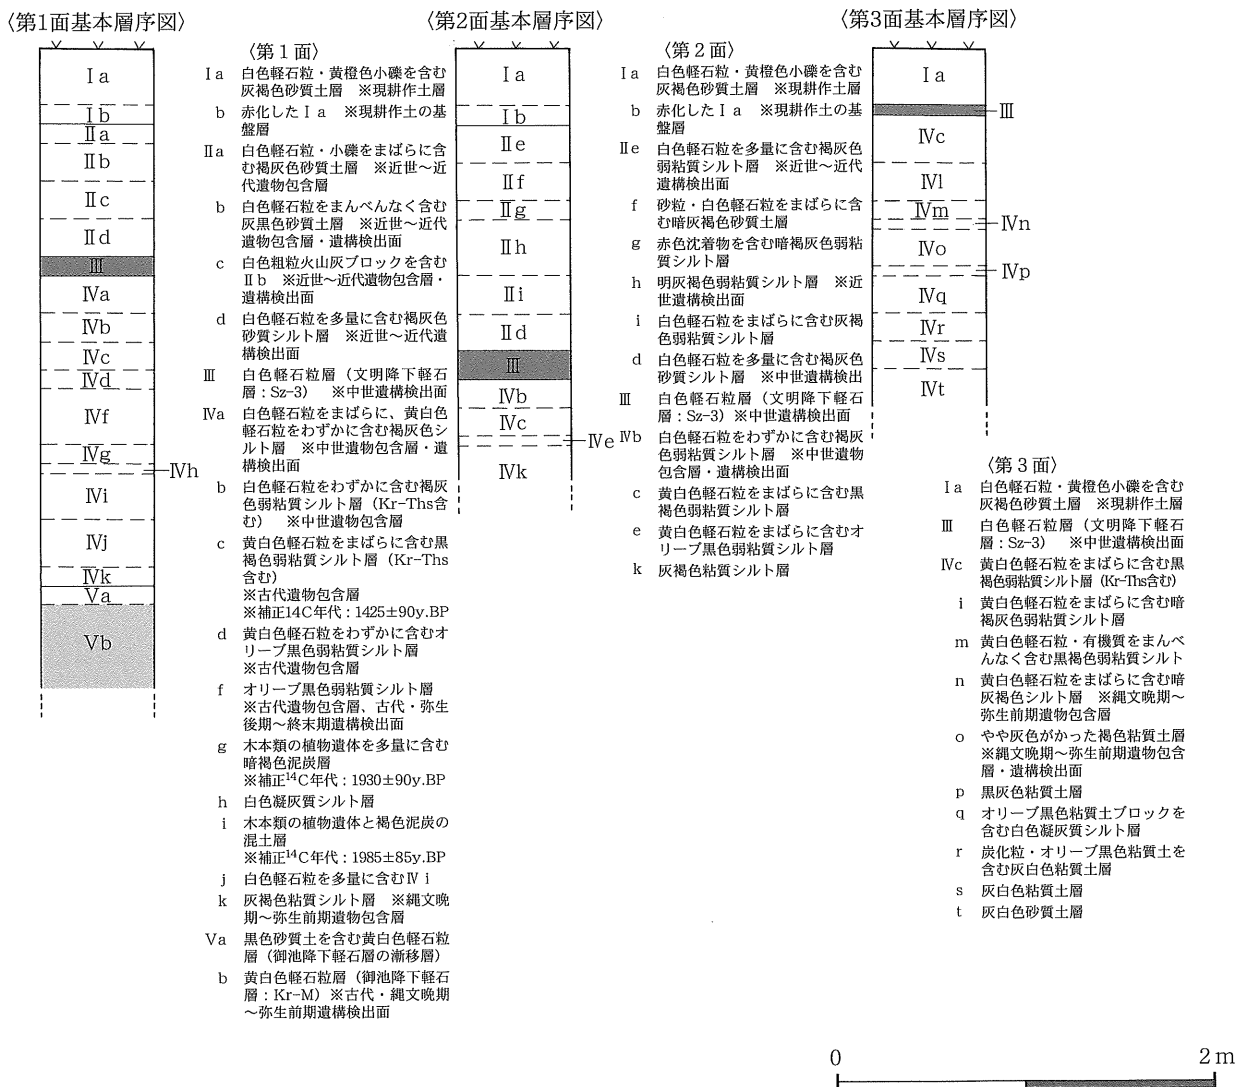 〈第1面基本層序図〉
Ⅰa
Ⅰb
Ⅱa
Ⅱb
Ⅱc
Ⅱd
Ⅲ
Ⅳa
Ⅳb
Ⅳc
Ⅳd
Ⅳf
Ⅳg
Ⅳh
Ⅳi
Ⅳj
Ⅳk
Ⅴa
Ⅴb
〈第1面〉
Ⅰa 白色軽石粒・黄橙色小礫を含む
灰褐色砂質土層 ※現耕作土層
b 赤化したⅠa ※現耕作土の基
盤層
Ⅱa 白色軽石粒・小礫をまばらに含
む褐灰色砂質土層 ※近世～近
代遺物包含層
b 白色軽石粒をまんべんなく含む
灰黒色砂質土層 ※近世～近代
遺物包含層・遺構検出面
c 白色粗粒火山灰ブロックを含む
Ⅱb ※近世～近代遺物包含層・
遺構検出面
d 白色軽石粒を多量に含む褐灰色
砂質シルト層 ※近世～近代遺
構検出面
Ⅲ 白色軽石粒層（文明降下軽石
層：Sz-3） ※中世遺構検出面
Ⅳa 白色軽石粒をまばらに、黄白色
軽石粒をわずかに含む褐灰色シ
ルト層 ※中世遺物包含層・遺
構検出面
b 白色軽石粒をわずかに含む褐灰
色弱粘質シルト層（Kr-Ths含
む） ※中世遺物包含層
c 黄白色軽石粒をまばらに含む黒
褐色弱粘質シルト層（Kr-Ths
含む）
※古代遺物包含層
※補正14C年代：1425±90y.BP
d 黄白色軽石粒をわずかに含むオ
リーブ黒色弱粘質シルト層
※古代遺物包含層
f オリーブ黒色弱粘質シルト層
※古代遺物包含層、古代・弥生
後期～終末期遺構検出面
g 木本類の植物遺体を多量に含む
暗褐色泥炭層
※補正¹⁴C年代：1930±90y.BP
h 白色凝灰質シルト層
i 木本類の植物遺体と褐色泥炭の
混土層
※補正¹⁴C年代：1985±85y.BP
j 白色軽石粒を多量に含むⅣi
k 灰褐色粘質シルト層 ※縄文晩
期～弥生前期遺物包含層
Ⅴa 黒色砂質土を含む黄白色軽石粒
層（御池降下軽石層の漸移層）
b 黄白色軽石粒層（御池降下軽石
層：Kr-M）※古代・縄文晩期
～弥生前期遺構検出面
〈第2面基本層序図〉
Ⅰa
Ⅰb
Ⅱe
Ⅱf
Ⅱg
Ⅱh
Ⅱi
Ⅱd
Ⅲ
Ⅳb
Ⅳc
Ⅳe
Ⅳk
〈第2面〉
Ⅰa 白色軽石粒・黄橙色小礫を含む
灰褐色砂質土層 ※現耕作土層
b 赤化したⅠa ※現耕作土の基
盤層
Ⅱe 白色軽石粒を多量に含む褐灰色
弱粘質シルト層 ※近世～近代
遺構検出面
f 砂粒・白色軽石粒をまばらに含
む暗灰褐色砂質土層
g 赤色沈着物を含む暗褐灰色弱粘
質シルト層
h 明灰褐色弱粘質シルト層 ※近
世遺構検出面
i 白色軽石粒をまばらに含む灰褐
色弱粘質シルト層
d 白色軽石粒を多量に含む褐灰色
砂質シルト層 ※中世遺構検出
Ⅲ 白色軽石粒層（文明降下軽石
層：Sz-3）※中世遺構検出面
Ⅳb 白色軽石粒をわずかに含む褐灰
色弱粘質シルト層 ※中世遺物
包含層・遺構検出面
c 黄白色軽石粒をまばらに含む黒
褐色弱粘質シルト層
e 黄白色軽石粒をまばらに含むオ
リーブ黒色弱粘質シルト層
k 灰褐色粘質シルト層
〈第3面基本層序図〉
Ⅰa
Ⅲ
Ⅳc
Ⅳl
Ⅳm
Ⅳn
Ⅳo
Ⅳp
Ⅳq
Ⅳr
Ⅳs
Ⅳt
〈第3面〉
Ⅰa 白色軽石粒・黄橙色小礫を含む
灰褐色砂質土層 ※現耕作土層
Ⅲ 白色軽石粒層（文明降下軽石
層：Sz-3） ※中世遺構検出面
Ⅳc 黄白色軽石粒をまばらに含む黒
褐色弱粘質シルト層（Kr-Ths含む）
i 黄白色軽石粒をまばらに含む暗
褐灰色弱粘質シルト層
m 黄白色軽石粒・有機質をまんべ
んなく含む黒褐色弱粘質シルト
n 黄白色軽石粒をまばらに含む暗
灰褐色シルト層 ※縄文晩期～
弥生前期遺物包含層
o やや灰色がかった褐色粘質土層
※縄文晩期～弥生前期遺物包含
層・遺構検出面
p 黒灰色粘質土層
q オリーブ黒色粘質土ブロックを
含む白色凝灰質シルト層
r 炭化粒・オリーブ黒色粘質土を
含む灰白色粘質土層
s 灰白色粘質土層
t 灰白色砂質土層
0 2m